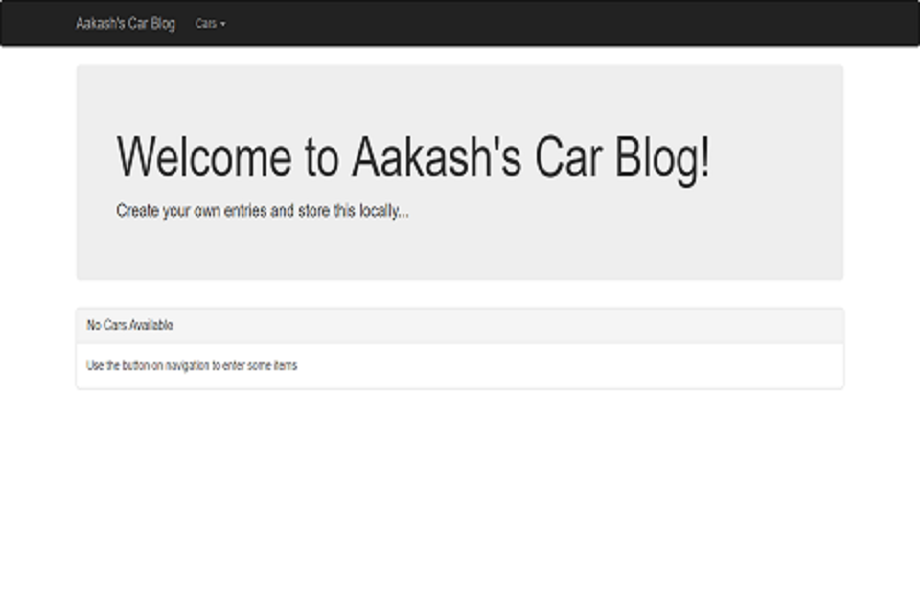 Aakash's Car Blog Cars
Welcome to Aakash's Car Blog!
Create your own entries and store this locally...
No Cars Available
Use the button on navigation to enter some items